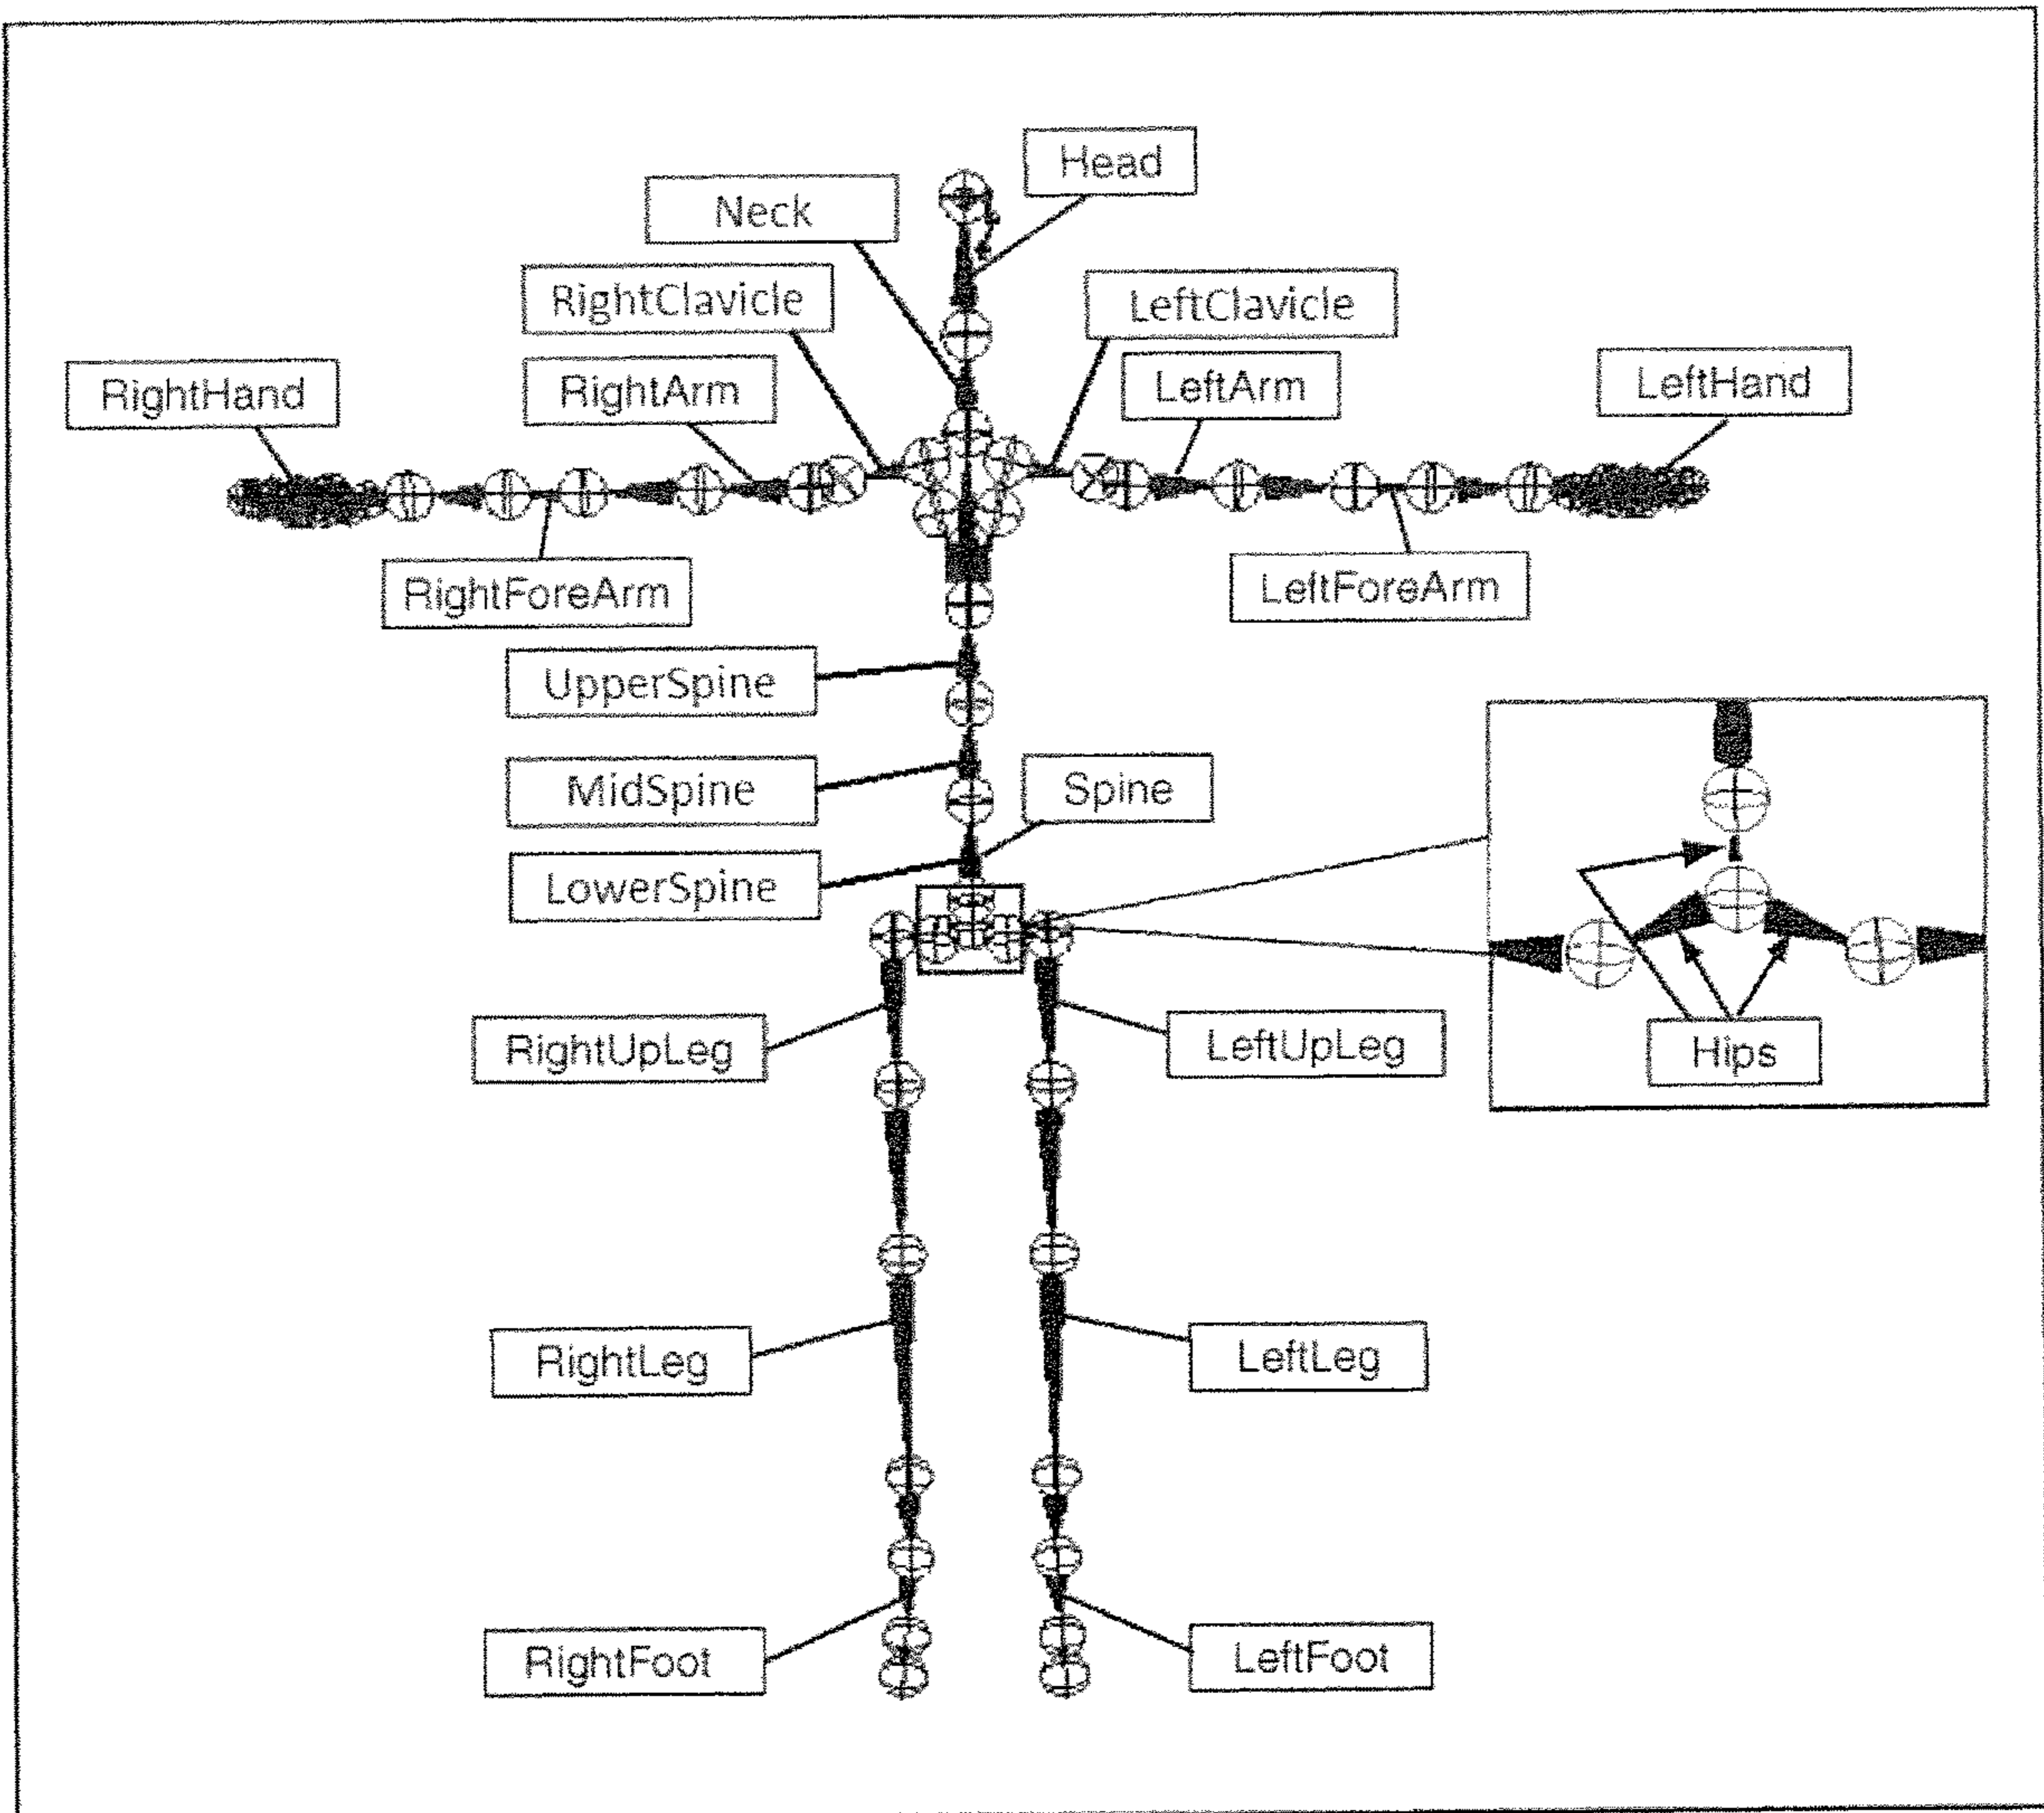 Head
Neck
RightClavicle
LeftClavicle
RightHand
RightArm
LeftArm
LeftHand
RightForeArm
LeftForeArm
UpperSpine
MidSpine
Spine
LowerSpine
RightUpLeg
LeftUpLeg
Hips
RightLeg
LeftLeg
RightFoot
LeftFoot